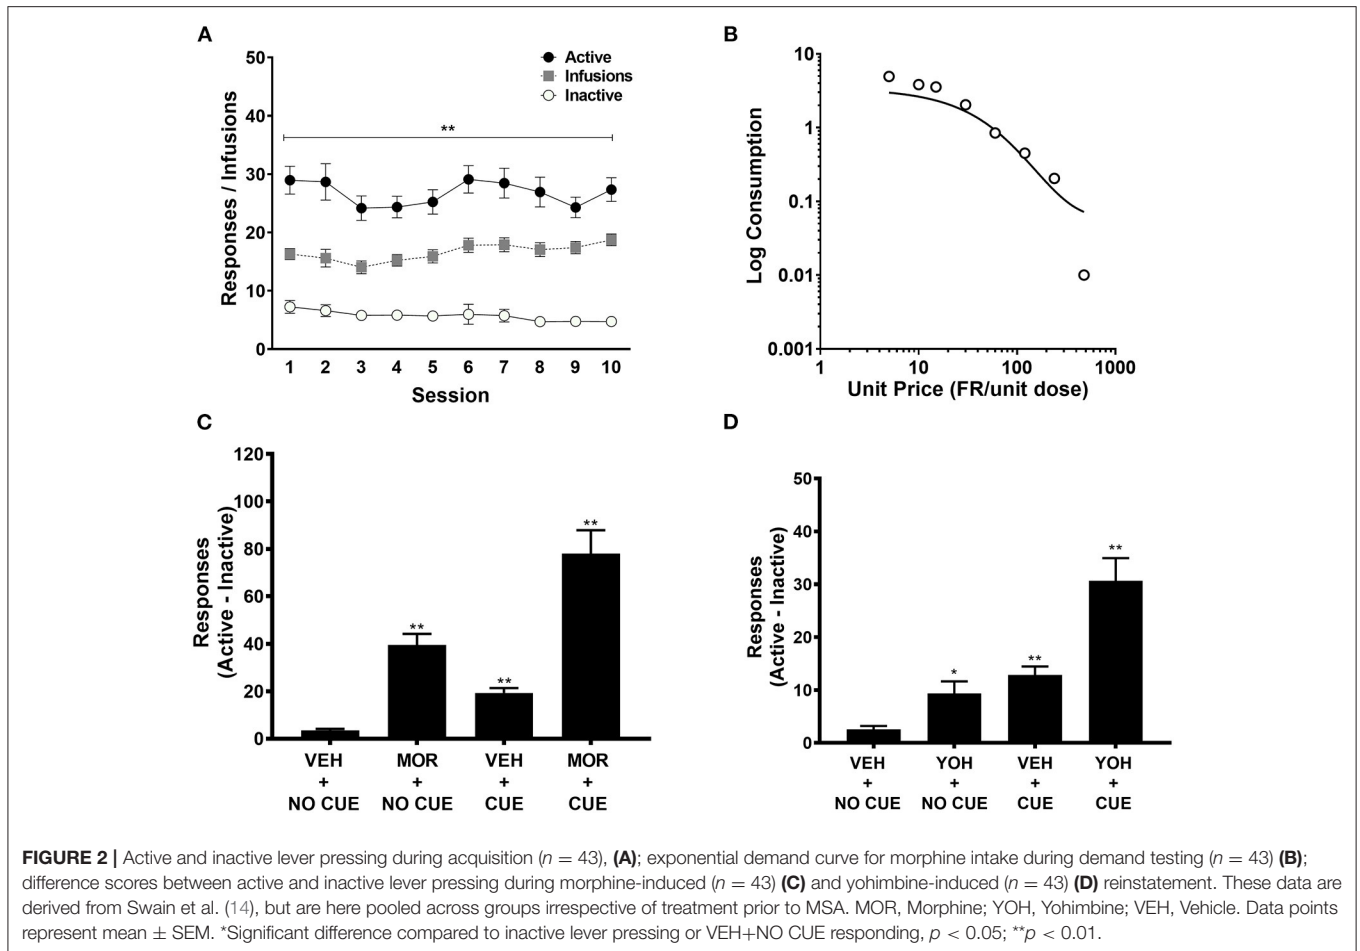 A
Responses / Infusions
50
40
30
20
10
0
Active
Infusions
Inactive
**
1 2 3 4 5 6 7 8 9 10
Session
B
Log Consumption
10
1
0.1
0.01
0.001
1 10 100 1000
Unit Price (FR/unit dose)
C
Responses
(Active - Inactive)
120
100
80
60
40
20
0
** ** **
VEH MOR VEH MOR
+ + + +
NO CUE NO CUE CUE CUE
D
Responses
(Active - Inactive)
50
40
30
20
10
0
* ** **
VEH YOH VEH YOH
+ + + +
NO CUE NO CUE CUE CUE
FIGURE 2 | Active and inactive lever pressing during acquisition (n = 43), (A); exponential demand curve for morphine intake during demand testing (n = 43) (B);
difference scores between active and inactive lever pressing during morphine-induced (n = 43) (C) and yohimbine-induced (n = 43) (D) reinstatement. These data are
derived from Swain et al. (14), but are here pooled across groups irrespective of treatment prior to MSA. MOR, Morphine; YOH, Yohimbine; VEH, Vehicle. Data points
represent mean ± SEM. *Significant difference compared to inactive lever pressing or VEH+NO CUE responding, p < 0.05; **p < 0.01.